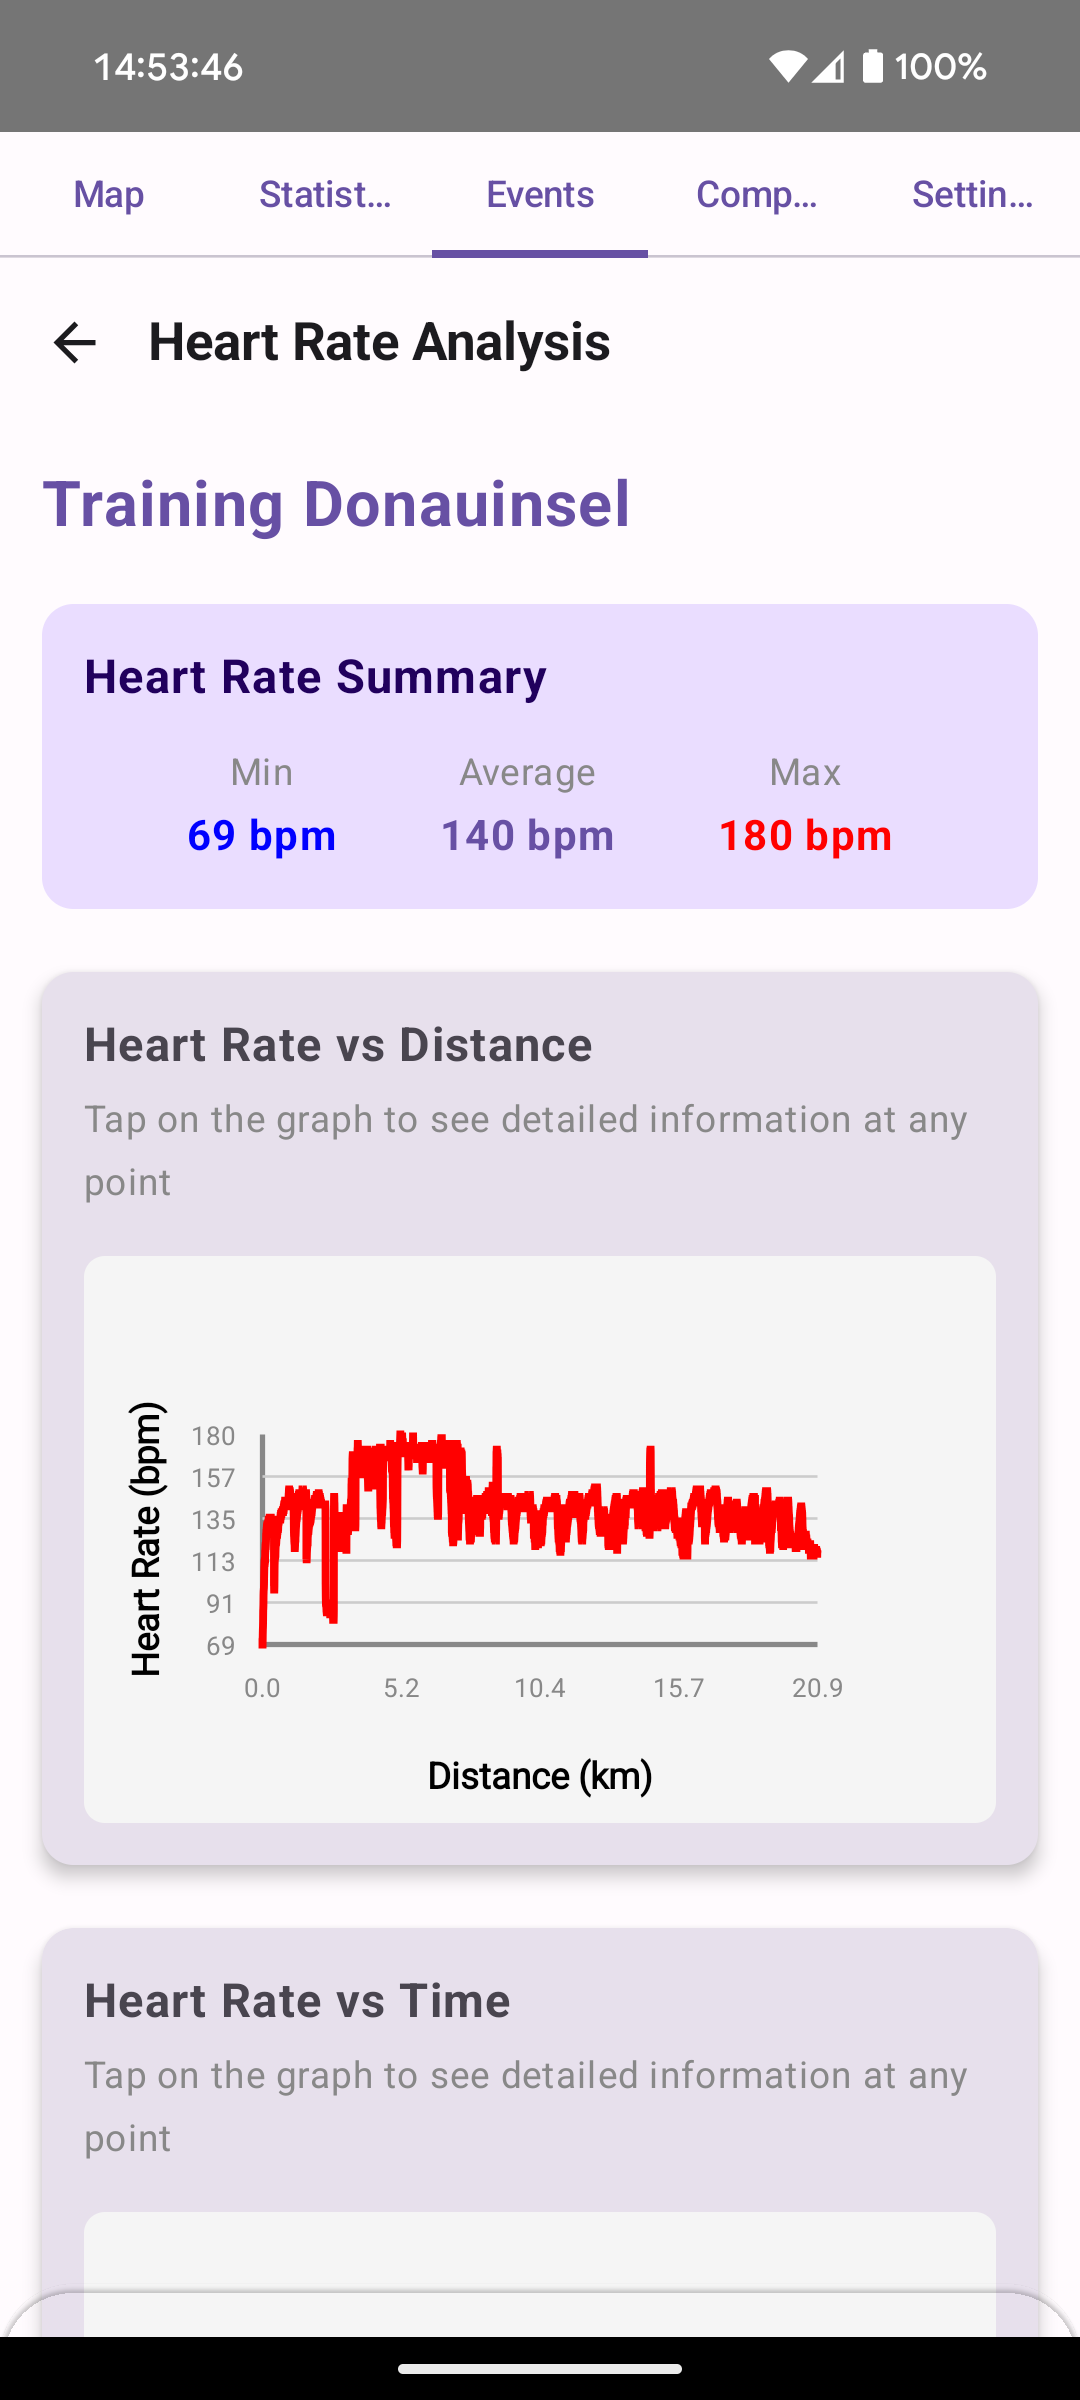 14:53:46
100%
Map
Statist...
Events
Comp...
Settin...
Heart Rate Analysis
Training Donauinsel
Heart Rate Summary
Min
Average
Max
69 bpm
140 bpm
180 bpm
Heart Rate vs Distance
Tap on the graph to see detailed information at any
point
Heart Rate (bpm)
180
157
135
113
91
69
0.0
5.2
10.4
15.7
20.9
Distance (km)
Heart Rate vs Time
Tap on the graph to see detailed information at any
point